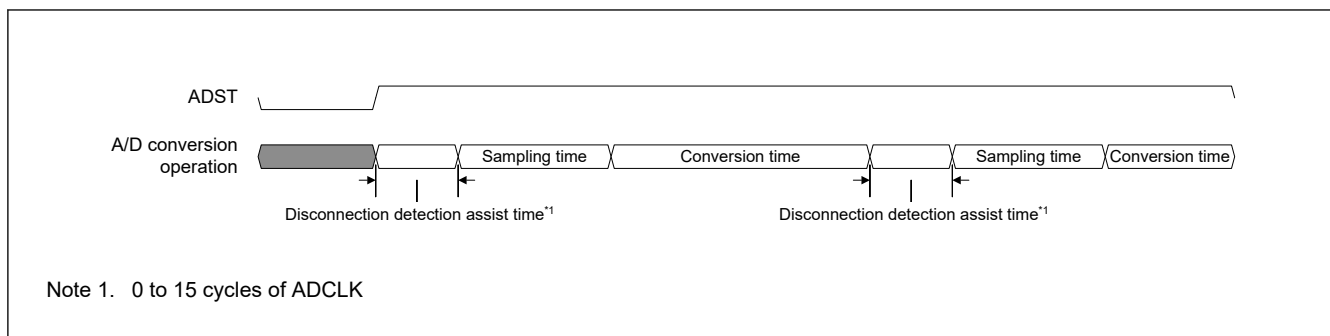 ADST
A/D conversion
operation
Sampling time
Conversion time
Sampling time
Conversion time
Disconnection detection assist time*1
Disconnection detection assist time*1
Note 1. 0 to 15 cycles of ADCLK